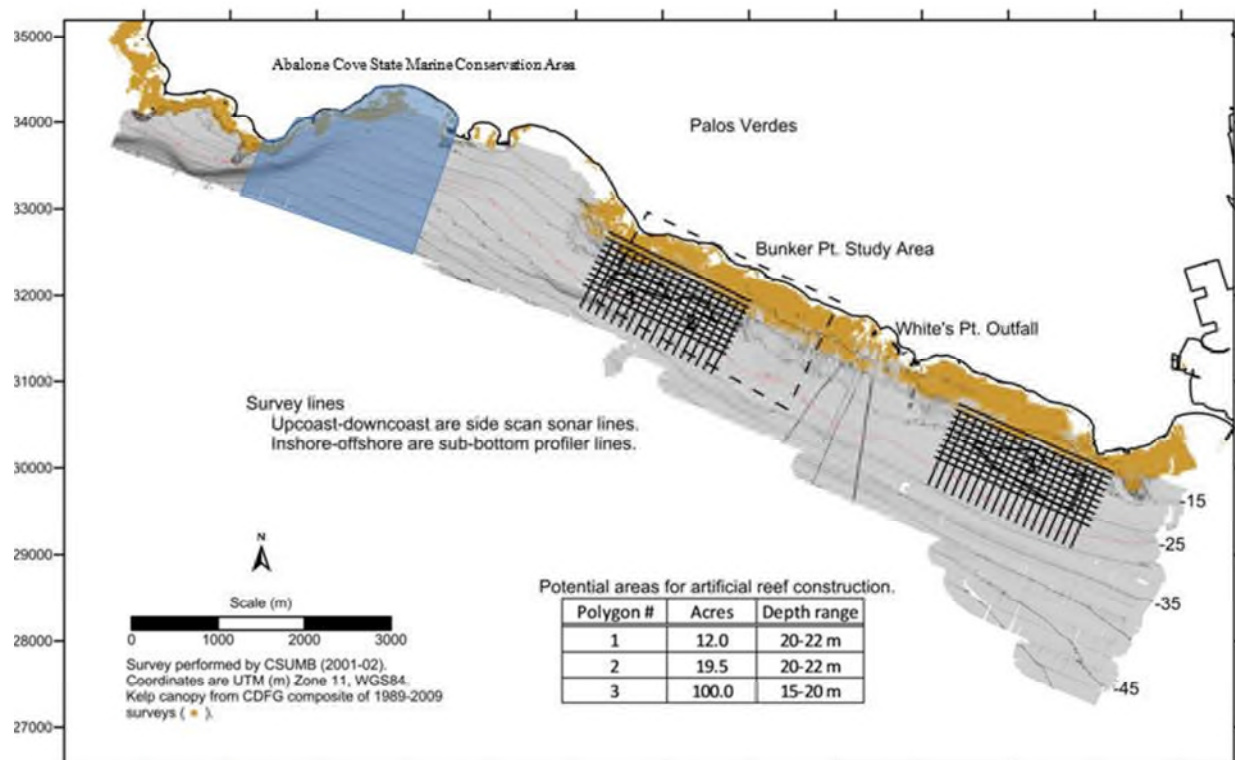 35000
34000
33000
32000
31000
30000
29000
28000
27000
Abalone Cove State Marine Conservation Area
Palos Verdes
Bunker Pt. Study Area
White's Pt. Outfall
Survey lines
Upcoast-downcoast are side scan sonar lines.
Inshore-offshore are sub-bottom profiler lines.
-15
-25
-35
-45
N
Scale (m)
0 1000 2000 3000
Survey performed by CSUMB (2001-02).
Coordinates are UTM (m) Zone 11, WGS84.
Kelp canopy from CDFG composite of 1989-2009
surveys ( ).
Potential areas for artificial reef construction.
Polygon # Acres Depth range
1 12.0 20-22 m
2 19.5 20-22 m
3 100.0 15-20 m